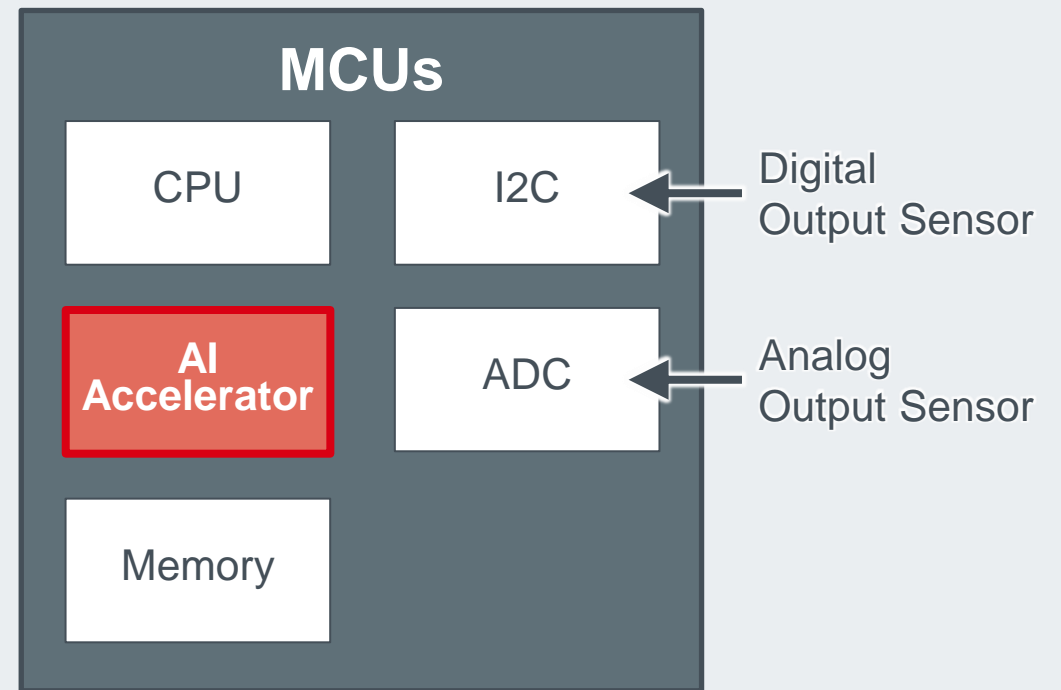 MCUs
CPU
I2C
Digital
Output Sensor
AI
Accelerator
ADC
Analog
Output Sensor
Memory